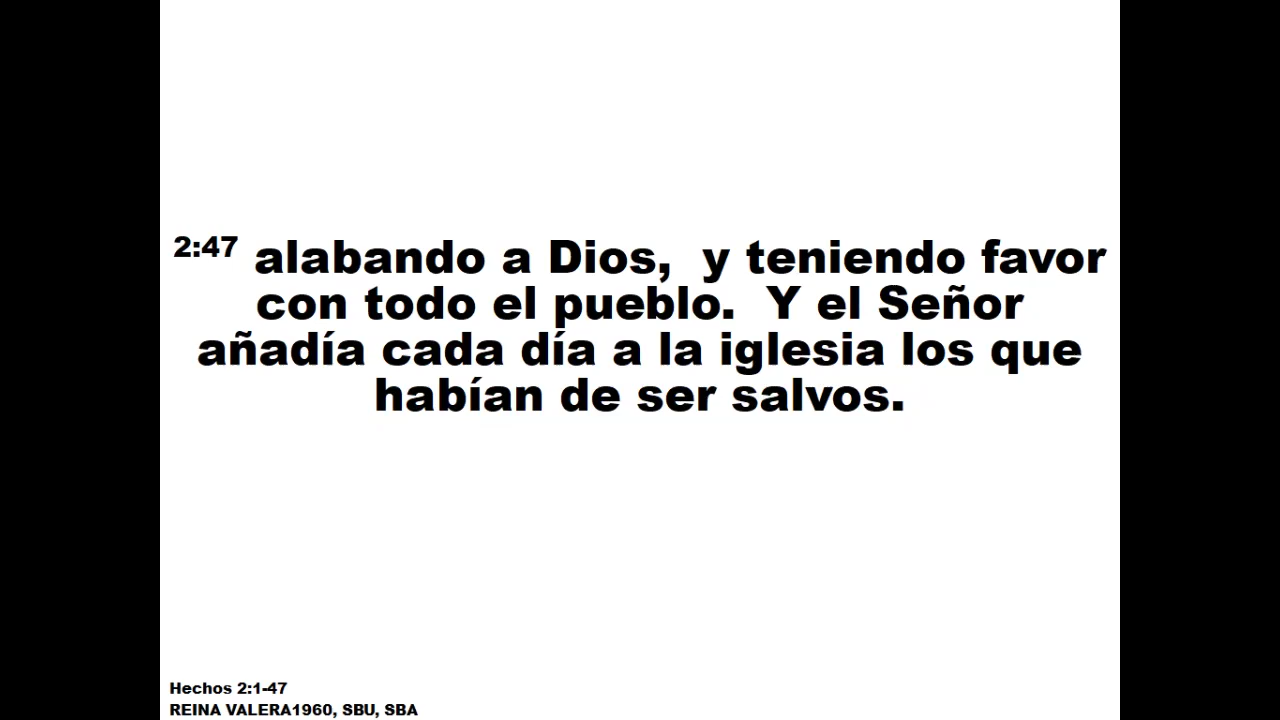 2:47 alabando a Dios,  y teniendo favor
con todo el pueblo.  Y el Señor
añadía cada día a la iglesia los que
habían de ser salvos.
Hechos 2:1-47
REINA VALERA1960, SBU, SBA